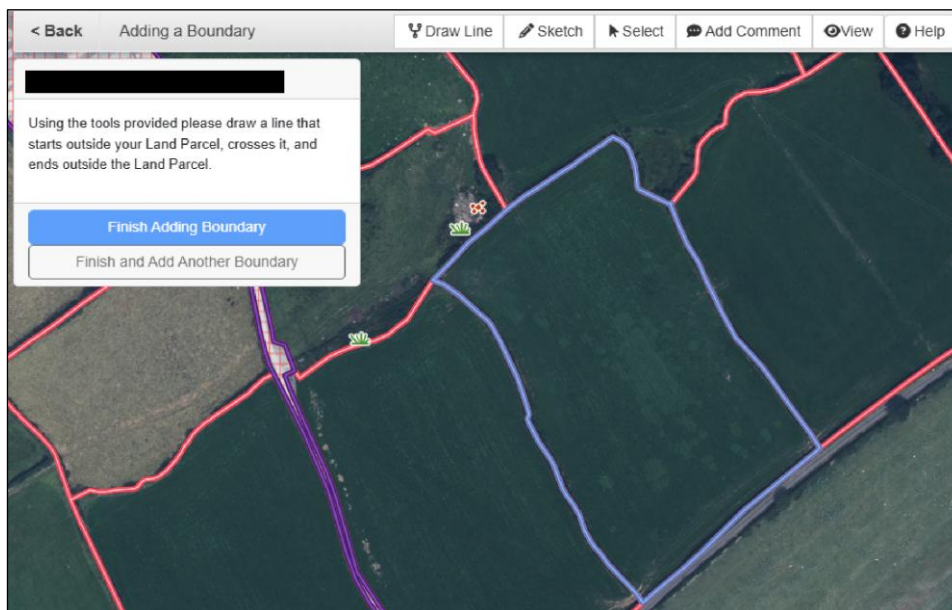 < Back Adding a Boundary Draw Line Sketch Select Add Comment View Help
Using the tools provided please draw a line that
starts outside your Land Parcel, crosses it, and
ends outside the Land Parcel.
Finish Adding Boundary
Finish and Add Another Boundary